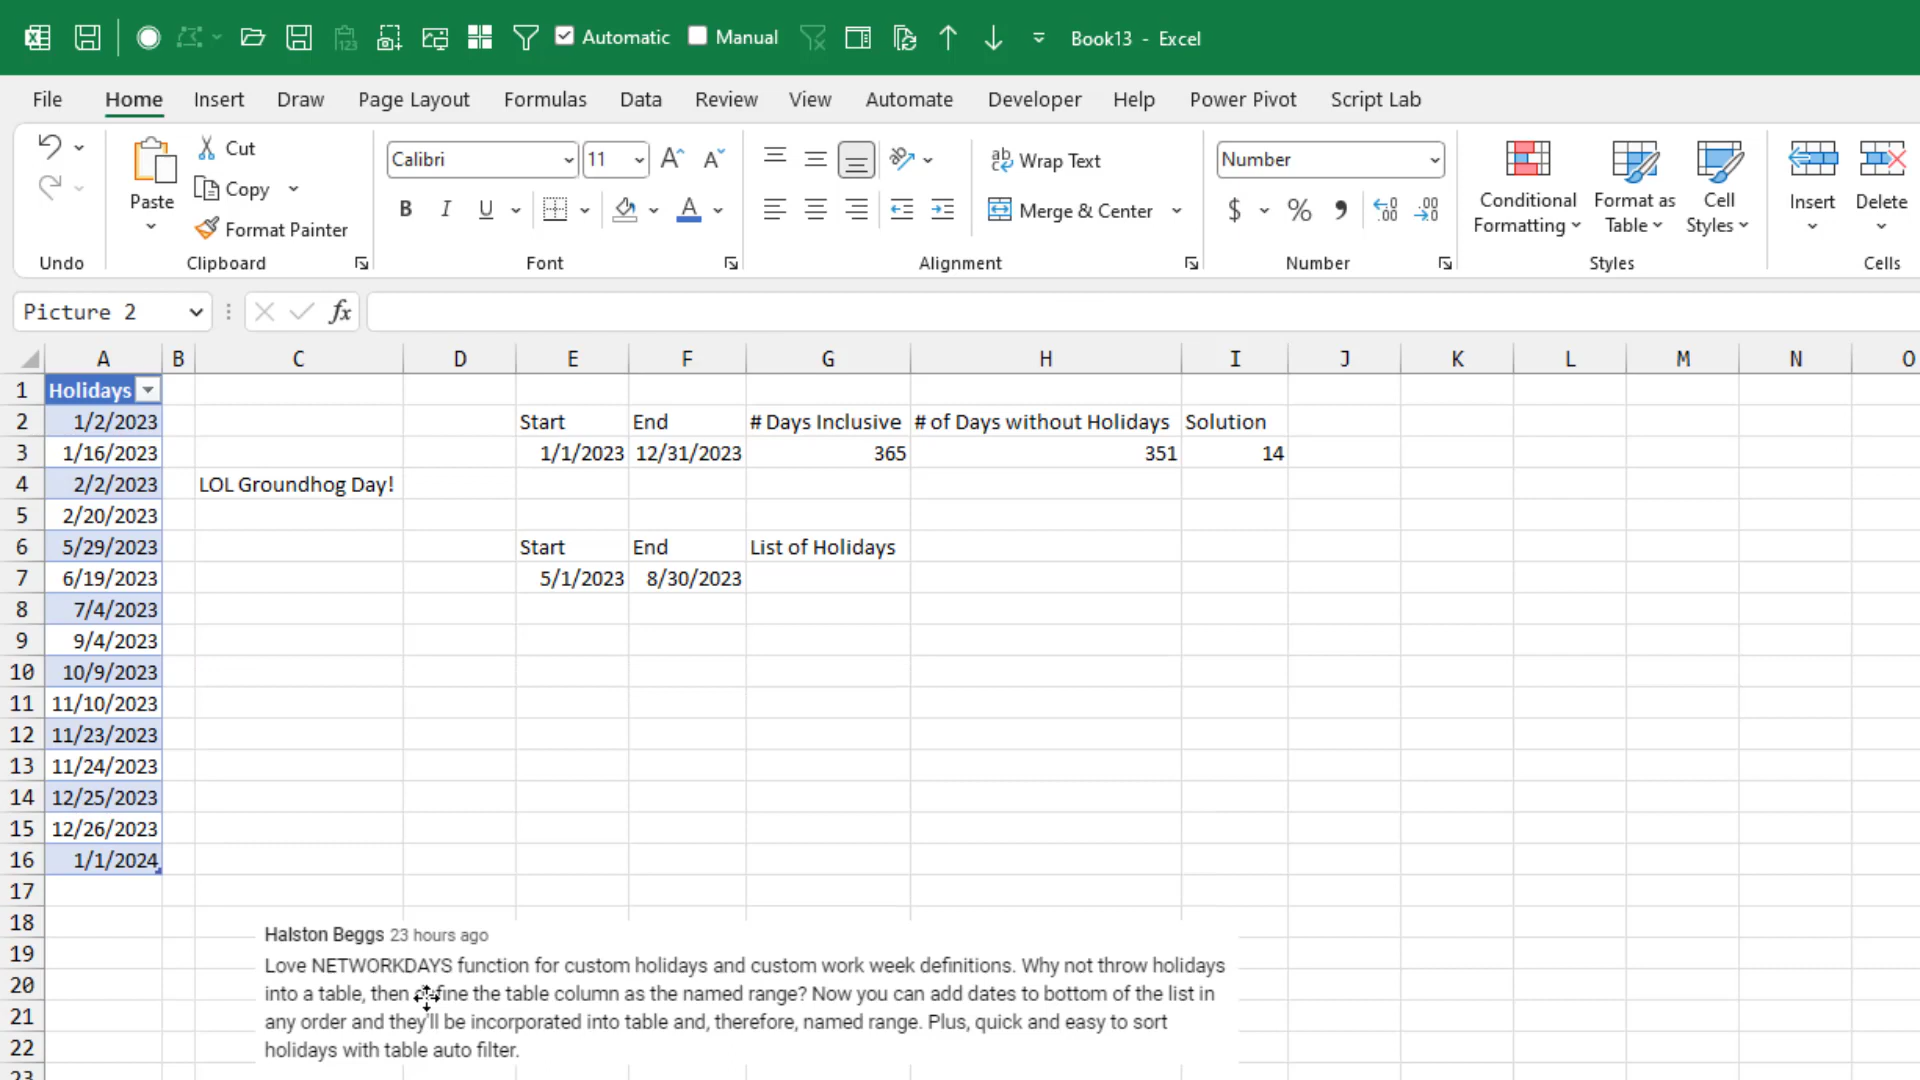 Automatic Manual Book13 - Excel
File Home Insert Draw Page Layout Formulas Data Review View Automate Developer Help Power Pivot Script Lab
Paste
Cut
Copy
Format Painter
Calibri 11
B I U A
ab Wrap Text
Merge & Center
Number
$ % 9
Conditional Formatting
Format as Table
Cell Styles
Insert
Delete
Undo Clipboard Font Alignment Number Styles Cells
Picture 2 fx
A B C D E F G H I J K L M N O
1 Holidays
2 1/2/2023 Start End # Days Inclusive # of Days without Holidays Solution
3 1/16/2023 1/1/2023 12/31/2023 365 351 14
4 2/2/2023 LOL Groundhog Day!
5 2/20/2023
6 5/29/2023 Start End List of Holidays
7 6/19/2023 5/1/2023 8/30/2023
8 7/4/2023
9 9/4/2023
10 10/9/2023
11 11/10/2023
12 11/23/2023
13 11/24/2023
14 12/25/2023
15 12/26/2023
16 1/1/2024
17
18
19
20
21
22
23
Halston Beggs 23 hours ago
Love NETWORKDAYS function for custom holidays and custom work week definitions. Why not throw holidays
into a table, then define the table column as the named range? Now you can add dates to bottom of the list in
any order and they'll be incorporated into table and, therefore, named range. Plus, quick and easy to sort
holidays with table auto filter.